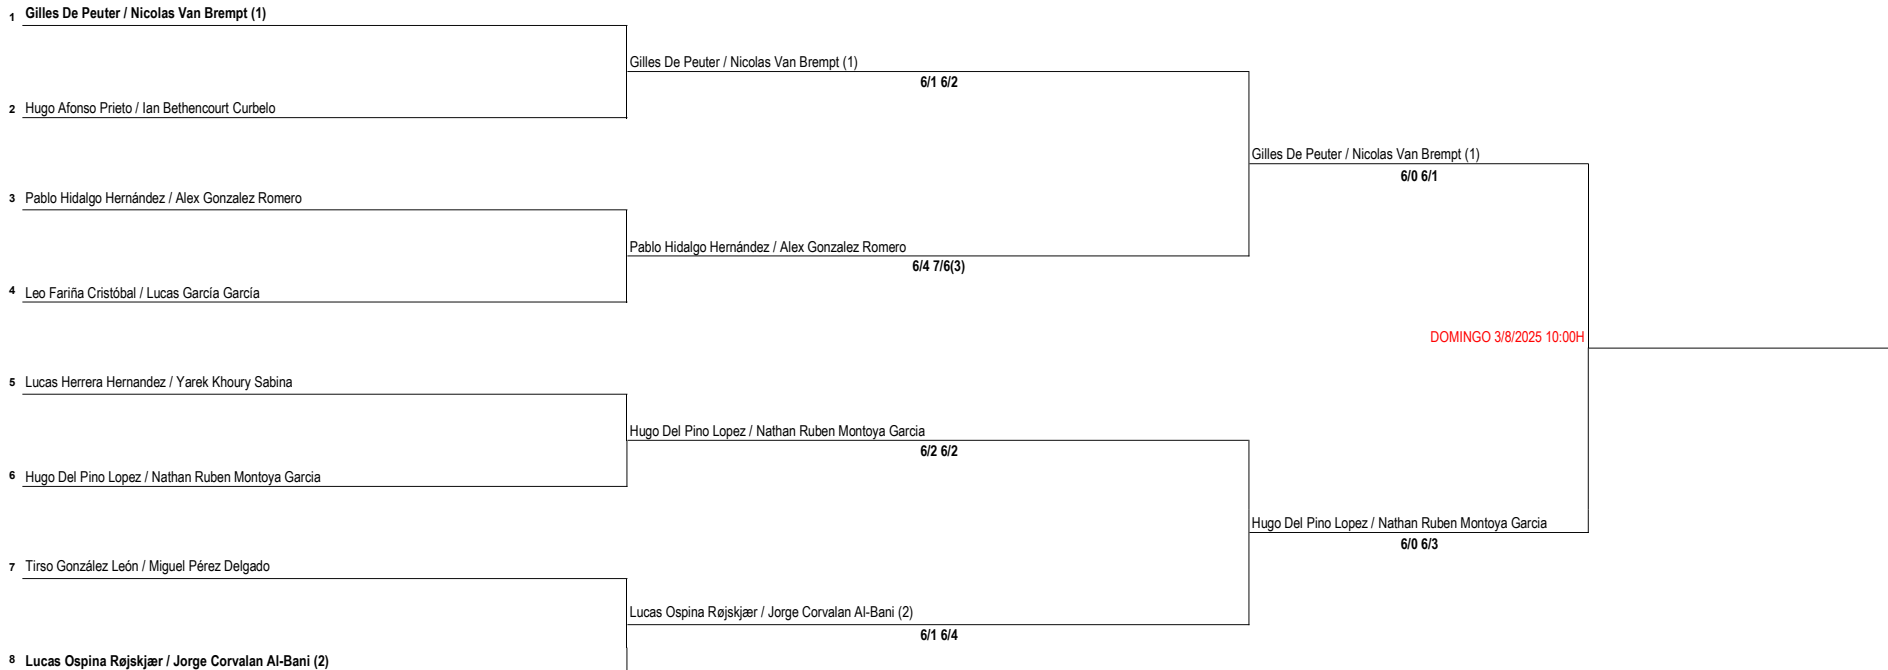 1 Gilles De Peuter / Nicolas Van Brempt (1)
Gilles De Peuter / Nicolas Van Brempt (1)
6/1 6/2
2 Hugo Afonso Prieto / Ian Bethencourt Curbelo
Gilles De Peuter / Nicolas Van Brempt (1)
6/0 6/1
3 Pablo Hidalgo Hernández / Alex Gonzalez Romero
Pablo Hidalgo Hernández / Alex Gonzalez Romero
6/4 7/6(3)
4 Leo Fariña Cristóbal / Lucas García García
DOMINGO 3/8/2025 10:00H
5 Lucas Herrera Hernandez / Yarek Khoury Sabina
Hugo Del Pino Lopez / Nathan Ruben Montoya Garcia
6/2 6/2
6 Hugo Del Pino Lopez / Nathan Ruben Montoya Garcia
Hugo Del Pino Lopez / Nathan Ruben Montoya Garcia
6/0 6/3
7 Tirso González León / Miguel Pérez Delgado
Lucas Ospina Røjskjær / Jorge Corvalan Al-Bani (2)
6/1 6/4
8 Lucas Ospina Røjskjær / Jorge Corvalan Al-Bani (2)